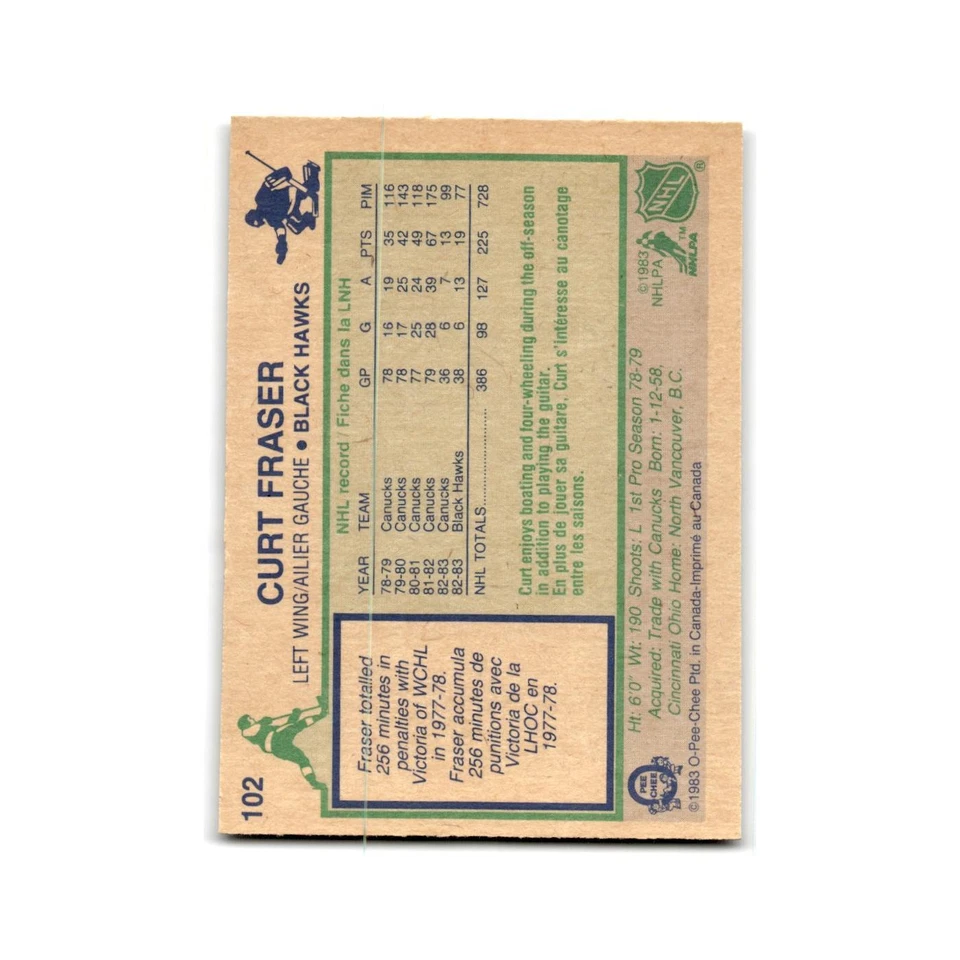 102
CURT FRASER
LEFT WING/AILIER GAUCHE • BLACK HAWKS
Fraser totalled
256 minutes in
penalties with
Victoria of WCHL
in 1977-78.
Fraser accumula
256 minutes de
punitions avec
Victoria de la
LHOC en
1977-78.
NHL record / Fiche dans la LNH
YEAR TEAM GP G A PTS PIM
78-79 Canucks 78 16 19 35 116
79-80 Canucks 78 17 25 42 143
80-81 Canucks 77 25 24 49 118
81-82 Canucks 79 28 39 67 175
82-83 Canucks 36 6 7 13 99
82-83 Black Hawks 38 6 13 19 77
NHL TOTALS.................... 386 98 127 225 728
Curt enjoys boating and four-wheeling during the off-season
in addition to playing the guitar.
En plus de jouer sa guitare, Curt s'intéresse au canotage
entre les saisons.
Ht: 6'0" Wt: 190 Shoots: L 1st Pro Season 78-79
Acquired: Trade with Canucks Born: 1-12-58,
Cincinnati Ohio Home: North Vancouver, B.C.
©1983 O-Pee-Chee Ptd. in Canada-Imprimé au Canada
O
PEE
CHEE
©1983
NHLPA
TM
NHLPA
NHL
®